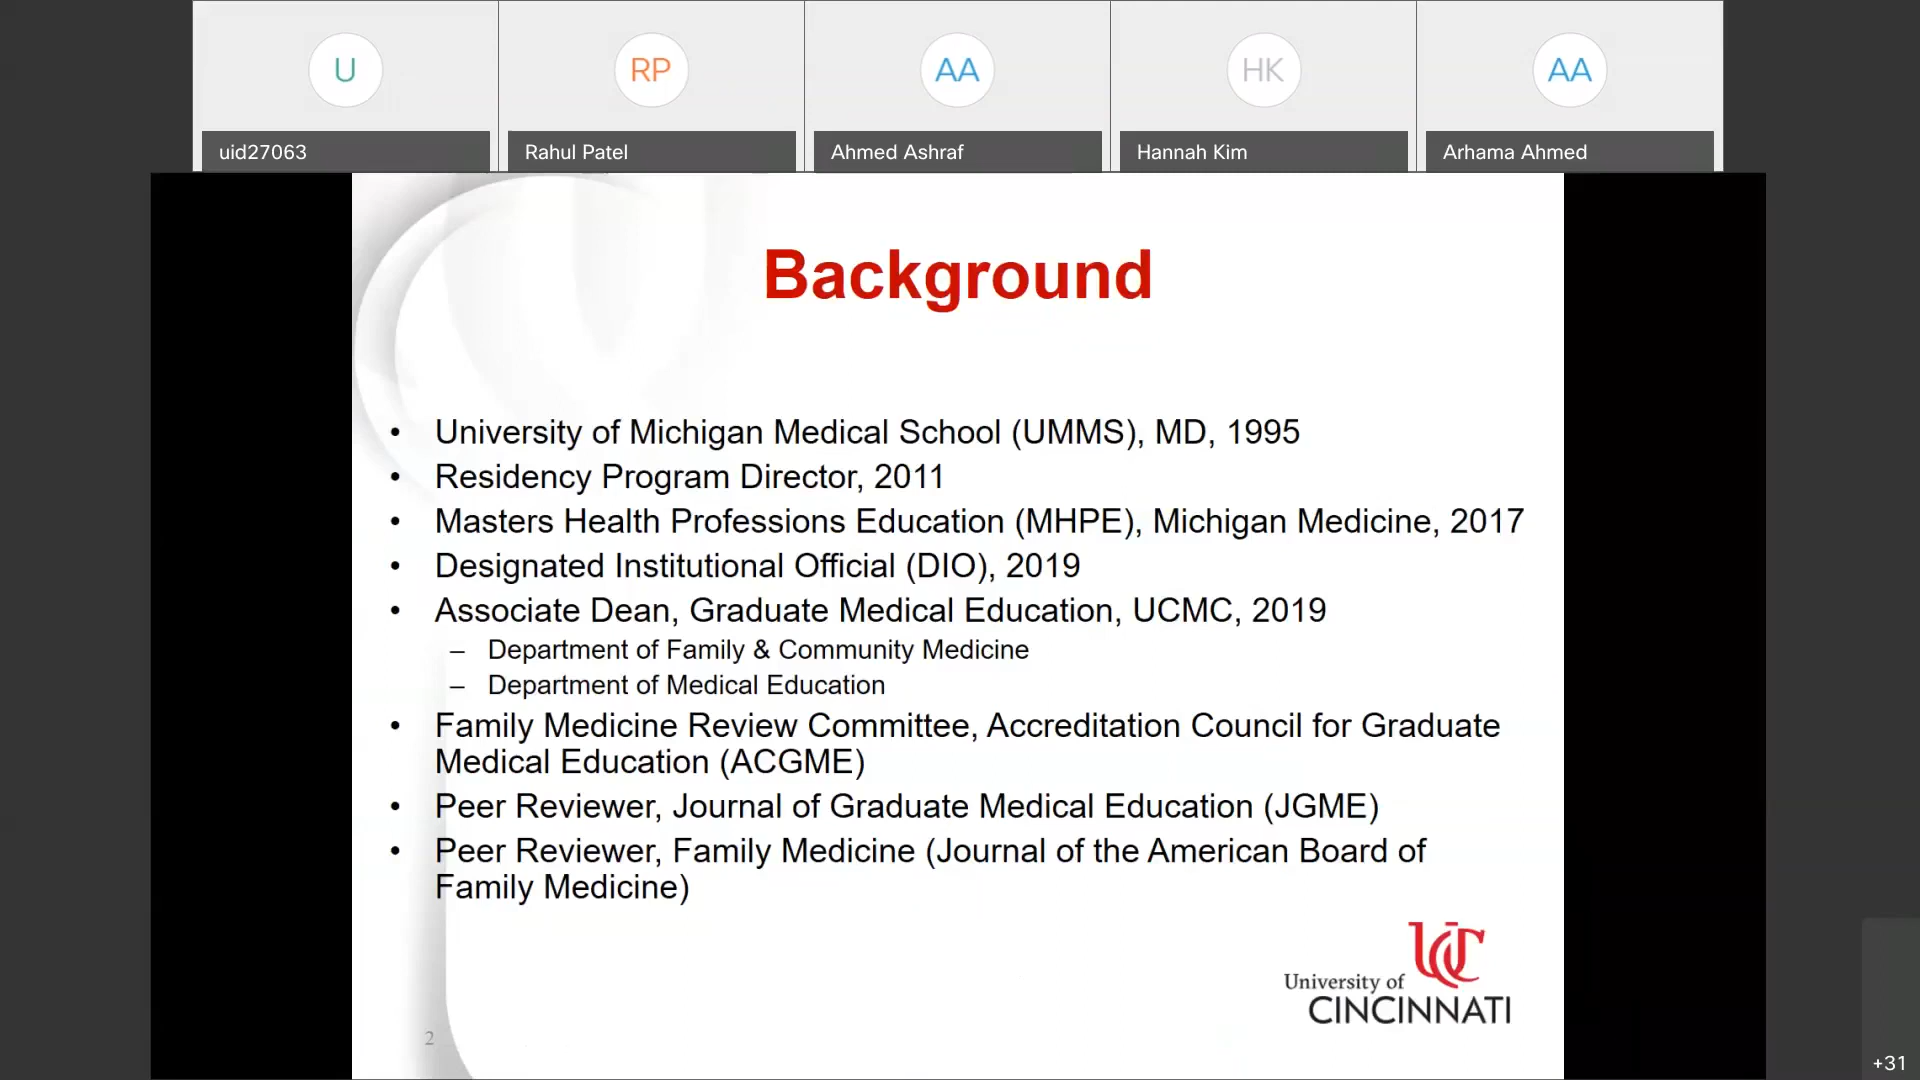 U
RP
AA
HK
AA
uid27063
Rahul Patel
Ahmed Ashraf
Hannah Kim
Arhama Ahmed
Background
• University of Michigan Medical School (UMMS), MD, 1995
• Residency Program Director, 2011
• Masters Health Professions Education (MHPE), Michigan Medicine, 2017
• Designated Institutional Official (DIO), 2019
• Associate Dean, Graduate Medical Education, UCMC, 2019
– Department of Family & Community Medicine
– Department of Medical Education
• Family Medicine Review Committee, Accreditation Council for Graduate
Medical Education (ACGME)
• Peer Reviewer, Journal of Graduate Medical Education (JGME)
• Peer Reviewer, Family Medicine (Journal of the American Board of
Family Medicine)
UC
University of
CINCINNATI
2
+31